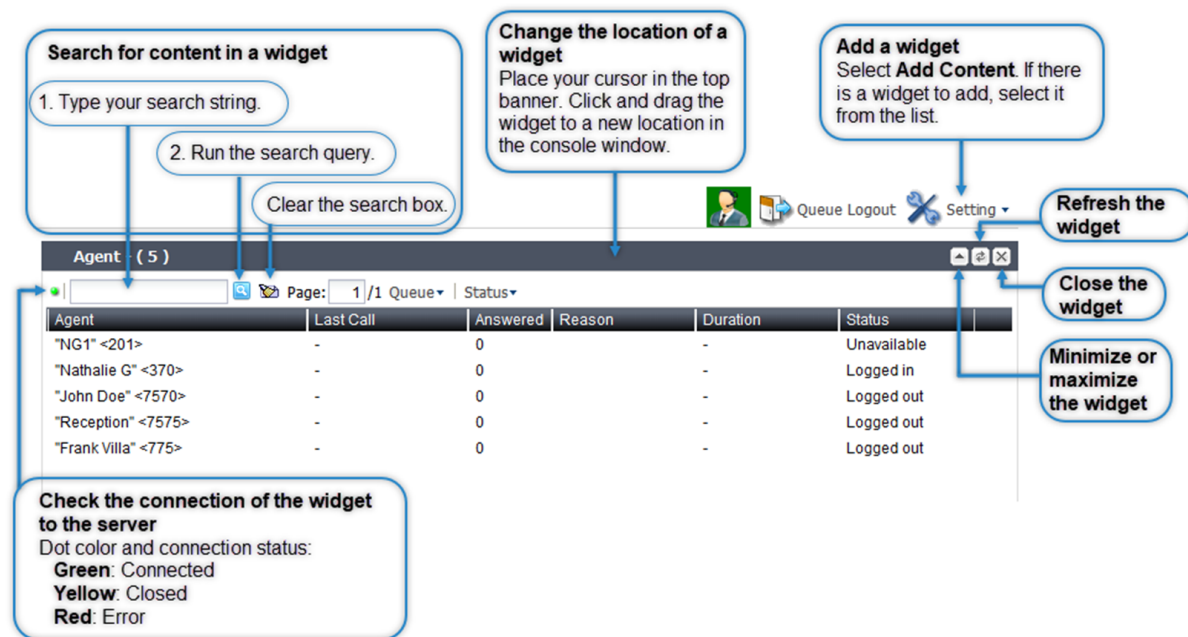 Search for content in a widget
1. Type your search string.
2. Run the search query.
Clear the search box.
Change the location of a
widget
Place your cursor in the top
banner. Click and drag the
widget to a new location in
the console window.
Add a widget
Select Add Content. If there
is a widget to add, select it
from the list.
Queue Logout Setting
Refresh the
widget
Close the
widget
Minimize or
maximize
the widget
Agent - ( 5 )
Page: 1 /1 Queue | Status
Agent Last Call Answered Reason Duration Status
"NG1" <201> - 0 - Unavailable
"Nathalie G" <370> - 0 - Logged in
"John Doe" <7570> - 0 - Logged out
"Reception" <7575> - 0 - Logged out
"Frank Villa" <775> - 0 - Logged out
Check the connection of the widget
to the server
Dot color and connection status:
Green: Connected
Yellow: Closed
Red: Error